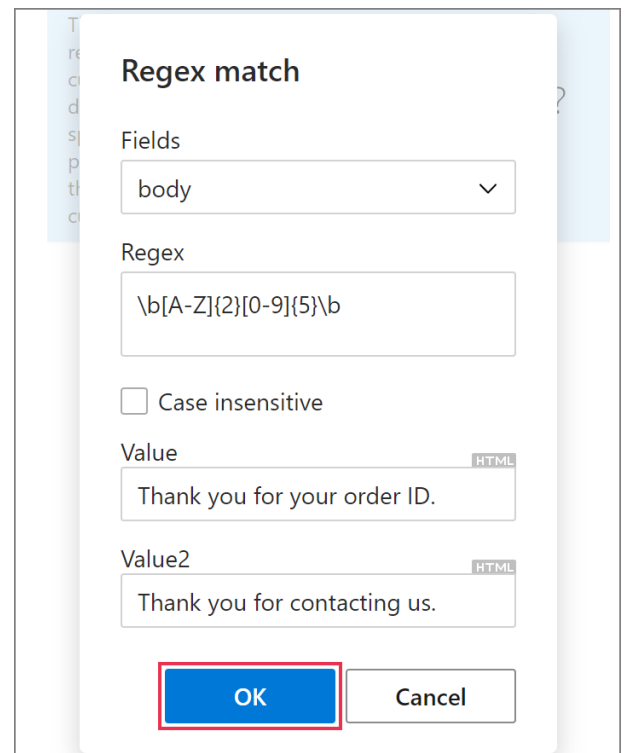 Regex match
?
Fields
body
Regex
\b[A-Z]{2}[0-9]{5}\b
Case insensitive
Value
HTML
Thank you for your order ID.
Value2
HTML
Thank you for contacting us.
OK
Cancel